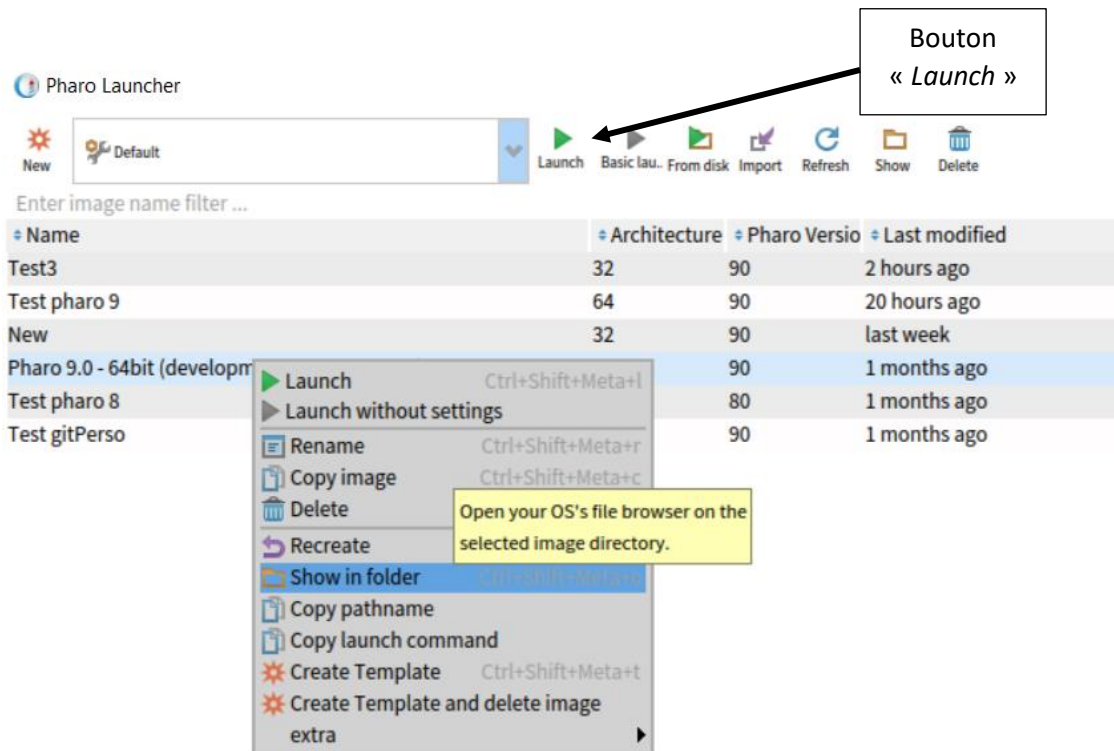 Bouton
« Launch »
Pharo Launcher
New
Default
Launch
Basic lau..
From disk
Import
Refresh
Show
Delete
Enter image name filter ...
Name Architecture Pharo Versio Last modified
Test3 32 90 2 hours ago
Test pharo 9 64 90 20 hours ago
New 32 90 last week
Pharo 9.0 - 64bit (developm 90 1 months ago
Test pharo 8 80 1 months ago
Test gitPerso 90 1 months ago
Launch Ctrl+Shift+Meta+l
Launch without settings
Rename Ctrl+Shift+Meta+r
Copy image Ctrl+Shift+Meta+c
Delete
Open your OS's file browser on the
selected image directory.
Recreate
Show in folder
Copy pathname
Copy launch command
Create Template Ctrl+Shift+Meta+t
Create Template and delete image
extra